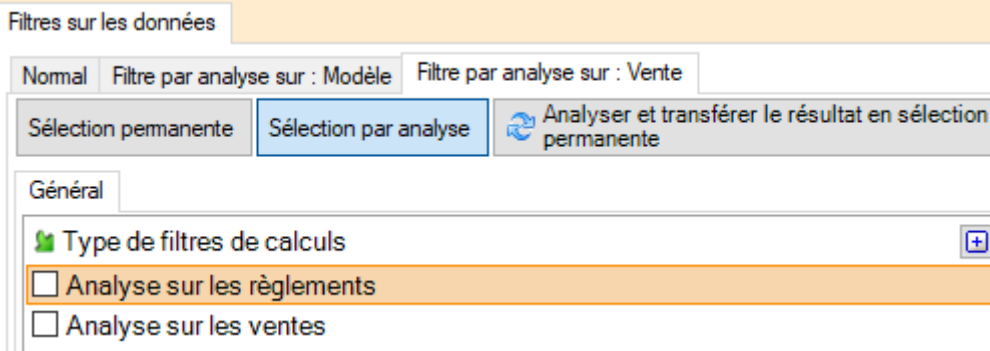 Filtres sur les données
Normal Filtre par analyse sur : Modèle Filtre par analyse sur : Vente
Sélection permanente Sélection par analyse Analyser et transférer le résultat en sélection
permanente
Général
Type de filtres de calculs
Analyse sur les règlements
Analyse sur les ventes